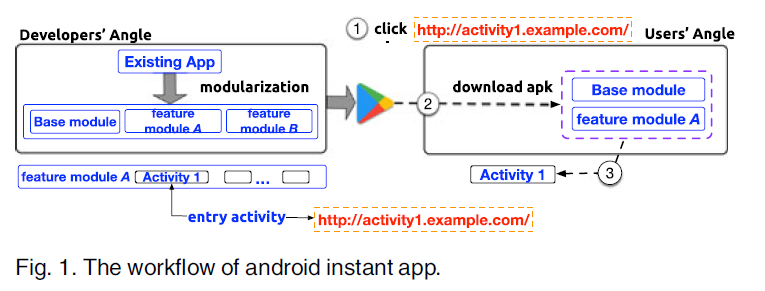 Developers' Angle
1 click http://activity1.example.com/
Users' Angle
Existing App
modularization
Base module
feature
module A
feature
module B
2
download apk
Base module
feature module A
feature module A Activity 1 ...
Activity 1
3
entry activity
http://activity1.example.com/
Fig. 1. The workflow of android instant app.